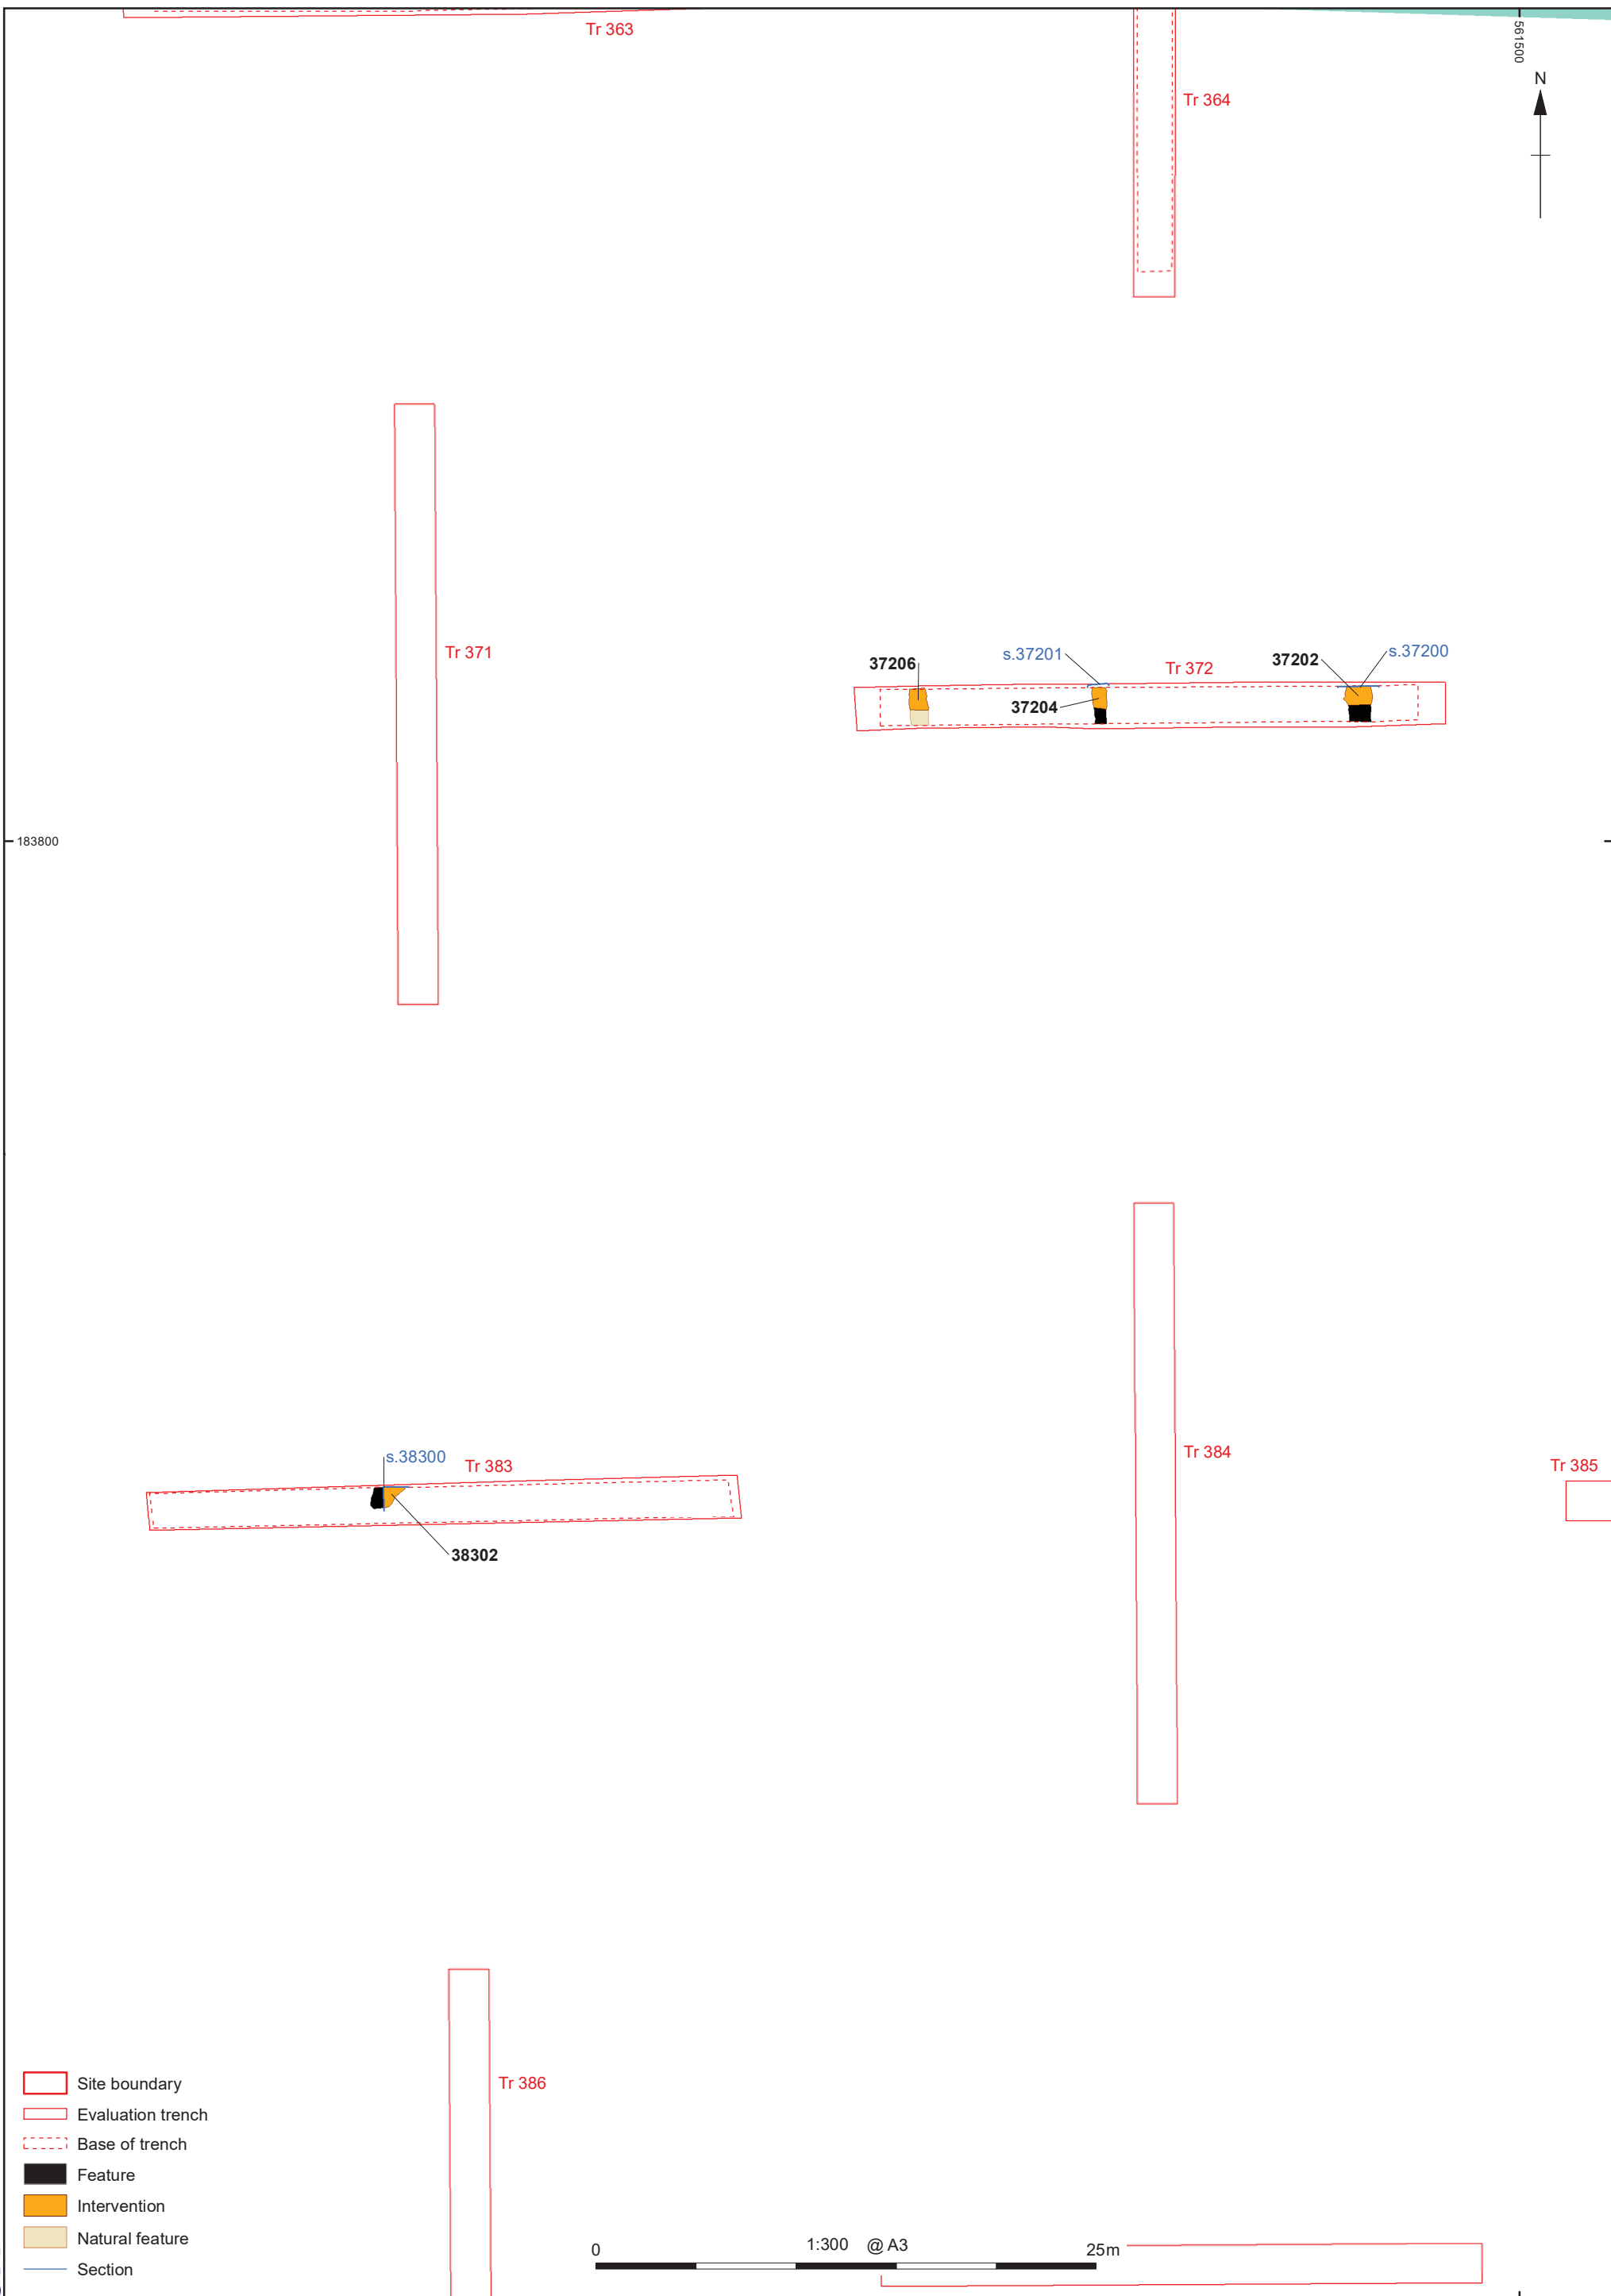 Tr 363
561500
N
Tr 364
Tr 371
37206
s.37201
Tr 372
37202
s.37200
37204
183800
s.38300
Tr 383
38302
Tr 384
Tr 385
Tr 386
Site boundary
Evaluation trench
Base of trench
Feature
Intervention
Natural feature
Section
0 1:300 @ A3 25m